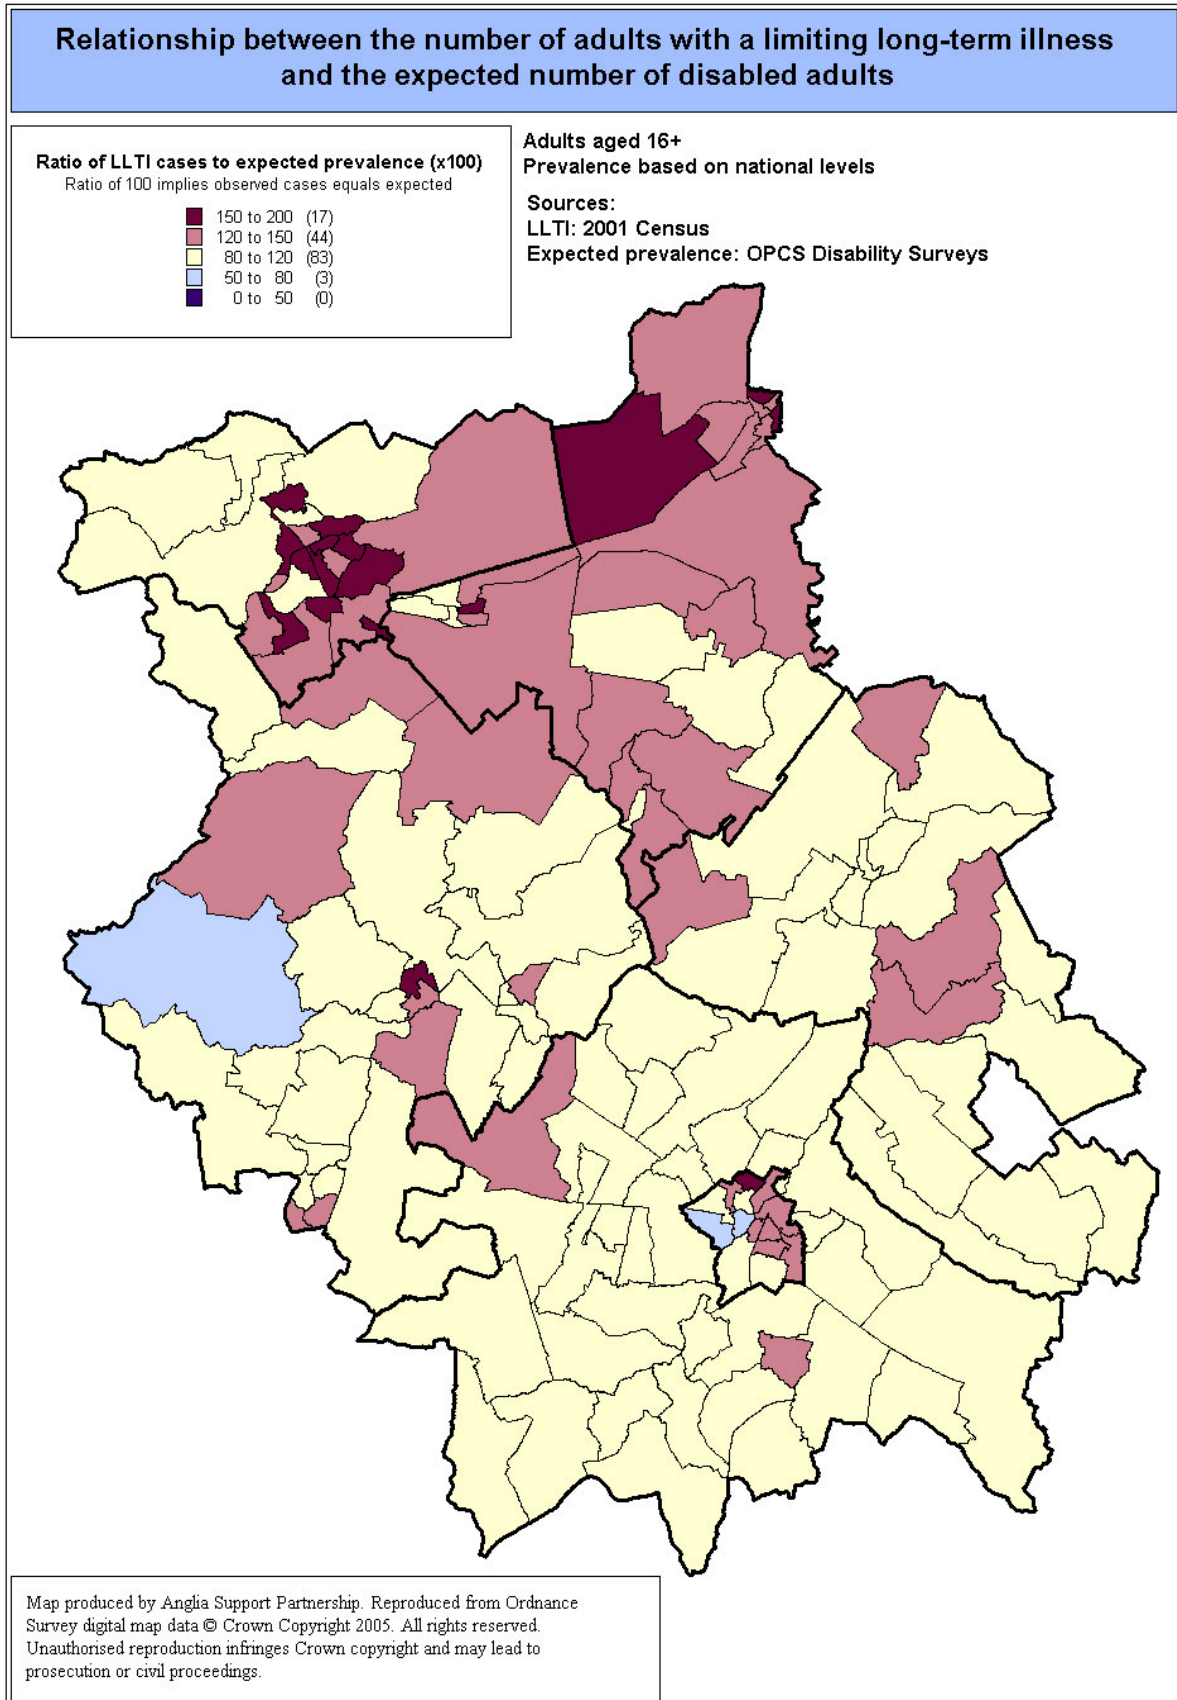 Relationship between the number of adults with a limiting long-term illness
and the expected number of disabled adults
Ratio of LLTI cases to expected prevalence (x100)
Ratio of 100 implies observed cases equals expected
150 to 200 (17)
120 to 150 (44)
80 to 120 (83)
50 to 80 (3)
0 to 50 (0)
Adults aged 16+
Prevalence based on national levels
Sources:
LLTI: 2001 Census
Expected prevalence: OPCS Disability Surveys
Map produced by Anglia Support Partnership. Reproduced from Ordnance
Survey digital map data © Crown Copyright 2005. All rights reserved.
Unauthorised reproduction infringes Crown copyright and may lead to
prosecution or civil proceedings.